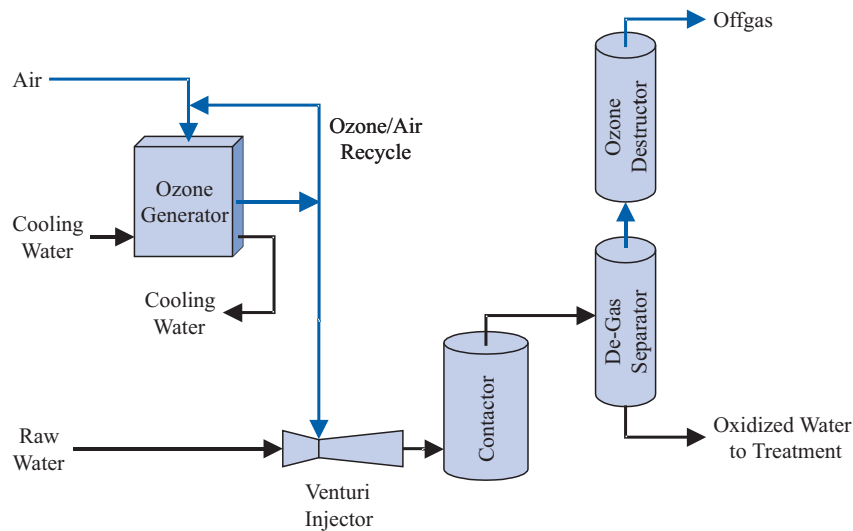 Offgas
Air
Ozone/Air
Recycle
Ozone
Destructor
Ozone
Generator
Cooling
Water
Cooling
Water
De-Gas
Separator
Contactor
Raw
Water
Oxidized Water
to Treatment
Venturi
Injector